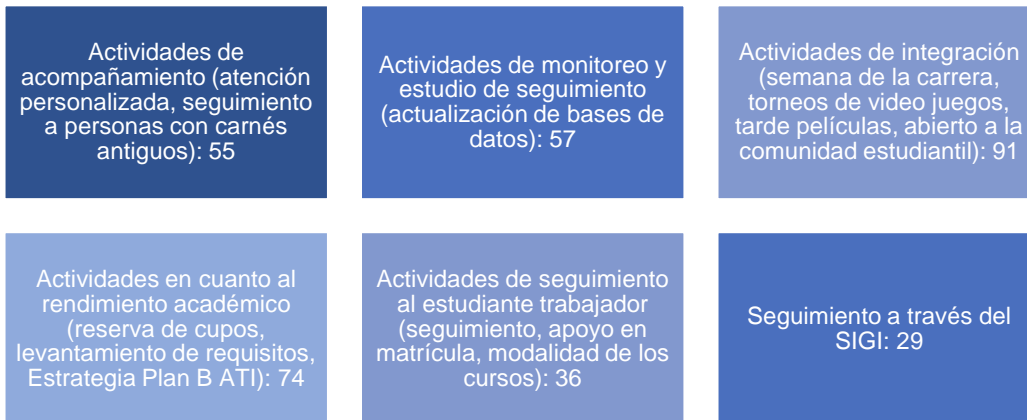 Actividades de
acompañamiento (atención
personalizada, seguimiento
a personas con carnés
antiguos): 55
Actividades de monitoreo y
estudio de seguimiento
(actualización de bases de
datos): 57
Actividades de integración
(semana de la carrera,
torneos de video juegos,
tarde películas, abierto a la
comunidad estudiantil): 91
Actividades en cuanto al
rendimiento académico
(reserva de cupos,
levantamiento de requisitos,
Estrategia Plan B ATI): 74
Actividades de seguimiento
al estudiante trabajador
(seguimiento, apoyo en
matrícula, modalidad de los
cursos): 36
Seguimiento a través del
SIGI: 29